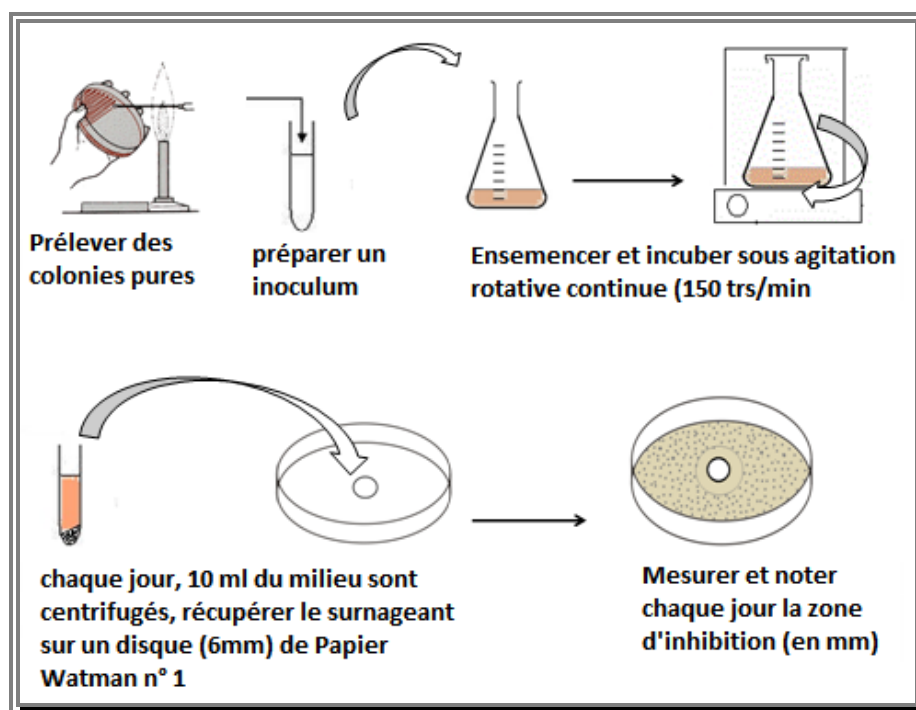 Prélever des
colonies pures
préparer un
inoculum
Ensemencer et incuber sous agitation
rotative continue (150 trs/min
chaque jour, 10 ml du milieu sont
centrifugés, récupérer le surnageant
sur un disque (6mm) de Papier
Watman n° 1
Mesurer et noter
chaque jour la zone
d'inhibition (en mm)